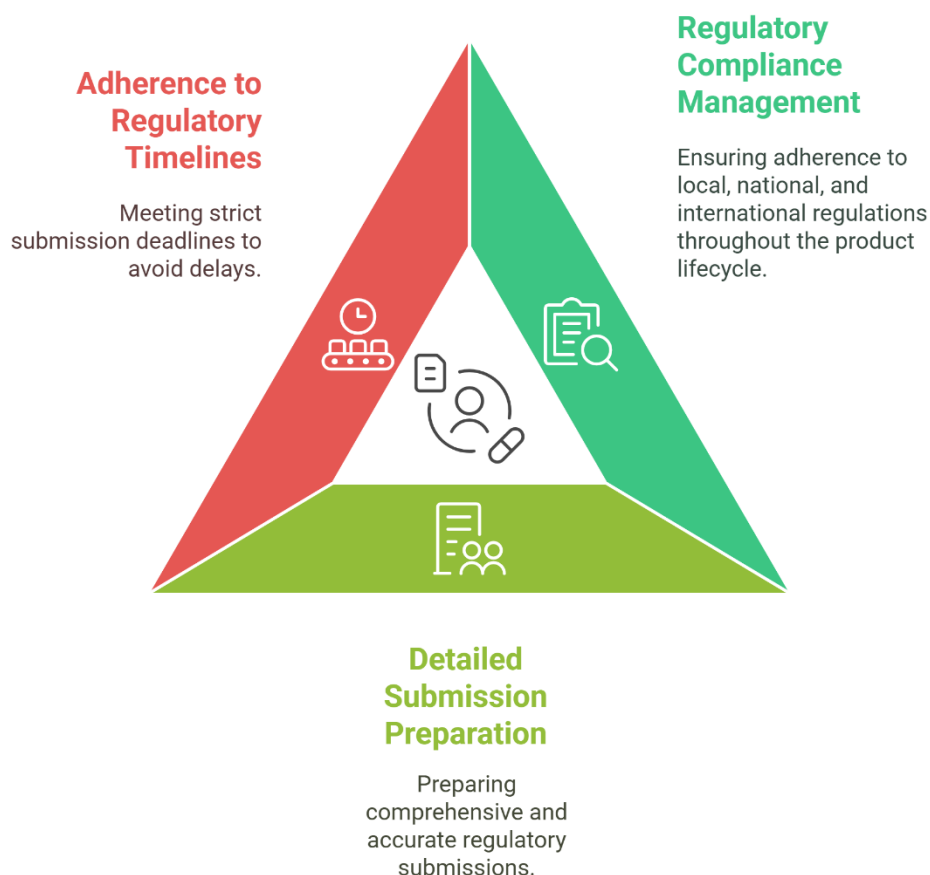 Adherence to
Regulatory
Timelines
Meeting strict
submission deadlines to
avoid delays.
Regulatory
Compliance
Management
Ensuring adherence to
local, national, and
international regulations
throughout the product
lifecycle.
Detailed
Submission
Preparation
Preparing
comprehensive and
accurate regulatory
submissions.